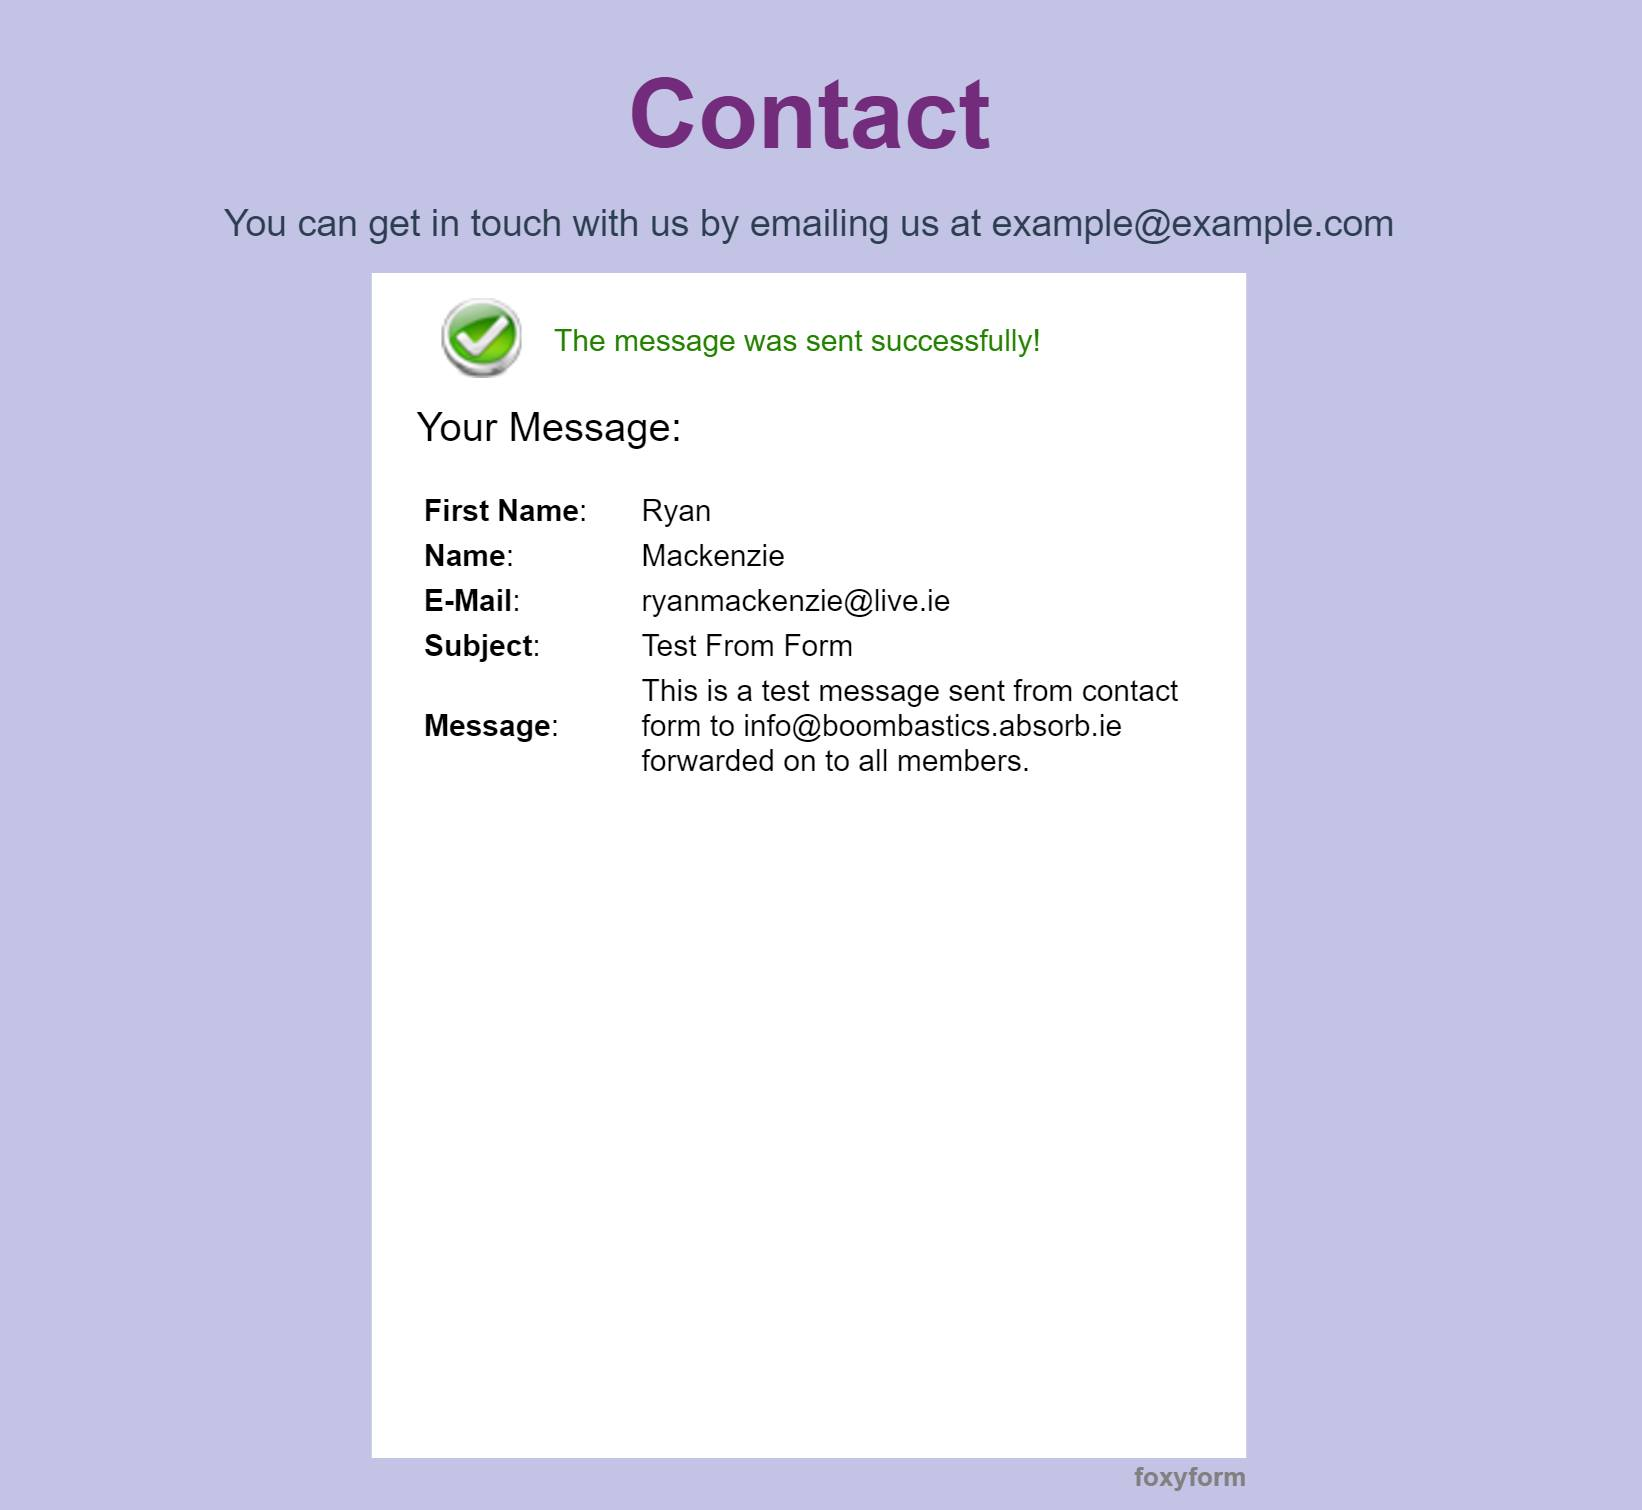 Contact
You can get in touch with us by emailing us at example@example.com
The message was sent successfully!
Your Message:
First Name: Ryan
Name: Mackenzie
E-Mail: ryanmackenzie@live.ie
Subject: Test From Form
Message: This is a test message sent from contact
form to info@boombastics.absorb.ie
forwarded on to all members.
foxyform